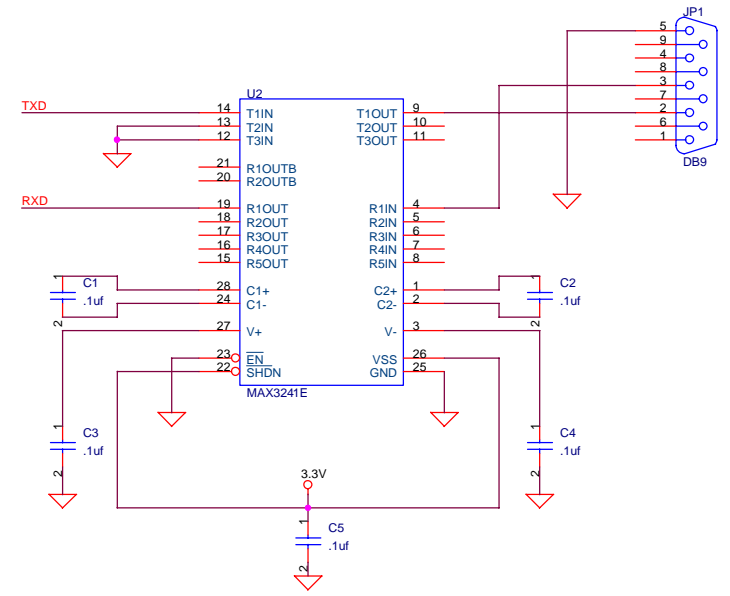 JP1
5
9
4
8
3
7
2
6
1
DB9
U2
TXD
14 T1IN T1OUT 9
13 T2IN T2OUT 10
12 T3IN T3OUT 11
21 R1OUTB
20 R2OUTB
RXD
19 R1OUT R1IN 4
18 R2OUT R2IN 5
17 R3OUT R3IN 6
16 R4OUT R4IN 7
15 R5OUT R5IN 8
1 C1 .1uf 2
28 C1+ C2+ 1
24 C1- C2- 2
1 C2 .1uf 2
27 V+ V- 3
23 EN VSS 26
22 SHDN GND 25
MAX3241E
1 C3 .1uf 2
1 C4 .1uf 2
3.3V
1 C5 .1uf 2